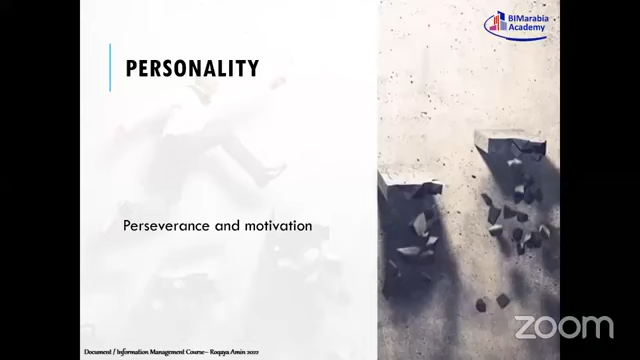 BIMarabia
Academy
PERSONALITY
Perseverance and motivation
Document / Information Management Course– Roqaya Amin 2022
zoom